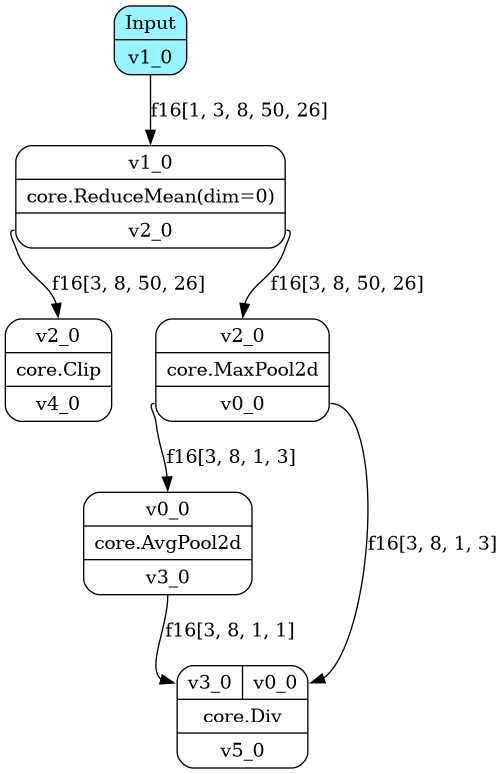 Input
v1_0
f16[1, 3, 8, 50, 26]
v1_0
core.ReduceMean(dim=0)
v2_0
f16[3, 8, 50, 26]
f16[3, 8, 50, 26]
v2_0
core.Clip
v4_0
v2_0
core.MaxPool2d
v0_0
f16[3, 8, 1, 3]
v0_0
core.AvgPool2d
v3_0
f16[3, 8, 1, 3]
f16[3, 8, 1, 1]
v3_0 v0_0
core.Div
v5_0